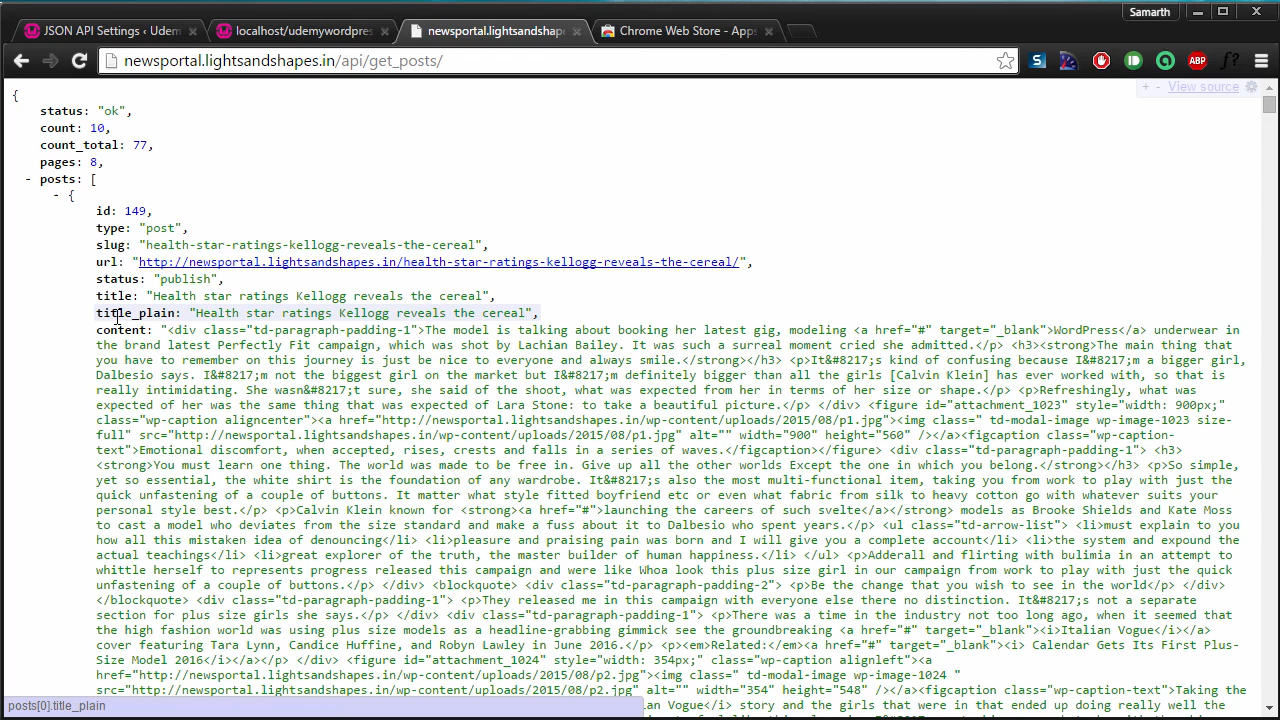 Samarth
JSON API Settings ‹ Udem
localhost/udemywordpres
newsportal.lightsandshape
Chrome Web Store - Apps
newsportal.lightsandshapes.in/api/get_posts/
+ - View source
{
status: "ok",
count: 10,
count_total: 77,
pages: 8,
- posts: [
- {
id: 149,
type: "post",
slug: "health-star-ratings-kellogg-reveals-the-cereal",
url: "http://newsportal.lightsandshapes.in/health-star-ratings-kellogg-reveals-the-cereal/",
status: "publish",
title: "Health star ratings Kellogg reveals the cereal",
title_plain: "Health star ratings Kellogg reveals the cereal",
content: "<div class="td-paragraph-padding-1">The model is talking about booking her latest gig, modeling <a href="#" target="_blank">WordPress</a> underwear in
the brand latest Perfectly Fit campaign, which was shot by Lachian Bailey. It was such a surreal moment cried she admitted.</p> <h3><strong>The main thing that
you have to remember on this journey is just be nice to everyone and always smile.</strong></h3> <p>It&#8217;s kind of confusing because I&#8217;m a bigger girl,
Dalbesio says. I&#8217;m not the biggest girl on the market but I&#8217;m definitely bigger than all the girls [Calvin Klein] has ever worked with, so that is
really intimidating. She wasn&#8217;t sure, she said of the shoot, what was expected from her in terms of her size or shape.</p> <p>Refreshingly, what was
expected of her was the same thing that was expected of Lara Stone: to take a beautiful picture.</p> </div> <figure id="attachment_1023" style="width: 900px;"
class="wp-caption aligncenter"><a href="http://newsportal.lightsandshapes.in/wp-content/uploads/2015/08/p1.jpg"><img class=" td-modal-image wp-image-1023 size-
full" src="http://newsportal.lightsandshapes.in/wp-content/uploads/2015/08/p1.jpg" alt="" width="900" height="560" /></a><figcaption class="wp-caption-
text">Emotional discomfort, when accepted, rises, crests and falls in a series of waves.</figcaption></figure> <div class="td-paragraph-padding-1"> <h3>
<strong>You must learn one thing. The world was made to be free in. Give up all the other worlds Except the one in which you belong.</strong></h3> <p>So simple,
yet so essential, the white shirt is the foundation of any wardrobe. It&#8217;s also the most multi-functional item, taking you from work to play with just the
quick unfastening of a couple of buttons. It matter what style fitted boyfriend etc or even what fabric from silk to heavy cotton go with whatever suits your
personal style best.</p> <p>Calvin Klein known for <strong><a href="#">launching the careers of such svelte</a></strong> models as Brooke Shields and Kate Moss
to cast a model who deviates from the size standard and make a fuss about it to Dalbesio who spent years.</p> <ul class="td-arrow-list"> <li>must explain to you
how all this mistaken idea of denouncing</li> <li>pleasure and praising pain was born and I will give you a complete account</li> <li>the system and expound the
actual teachings</li> <li>great explorer of the truth, the master builder of human happiness.</li> </ul> <p>Adderall and flirting with bulimia in an attempt to
whittle herself to represents progress released this campaign and were like Whoa look this plus size girl in our campaign from work to play with just the quick
unfastening of a couple of buttons.</p> </div> <blockquote> <div class="td-paragraph-padding-2"> <p>Be the change that you wish to see in the world</p> </div>
</blockquote> <div class="td-paragraph-padding-1"> <p>They released me in this campaign with everyone else there no distinction. It&#8217;s not a separate
section for plus size girls she says.</p> </div> <div class="td-paragraph-padding-1"> <p>There was a time in the industry not too long ago, when it seemed that
the high fashion world was using plus size models as a headline-grabbing gimmick see the groundbreaking <a href="#" target="_blank"><i>Italian Vogue</i></a>
cover featuring Tara Lynn, Candice Huffine, and Robyn Lawley in June 2016.</p> <p><em>Related:</em><a href="#" target="_blank"><i> Calendar Gets Its First Plus-
Size Model 2016</i></a></p> </div> <figure id="attachment_1024" style="width: 354px;" class="wp-caption alignleft"><a
href="http://newsportal.lightsandshapes.in/wp-content/uploads/2015/08/p2.jpg"><img class=" td-modal-image wp-image-1024 "
src="http://newsportal.lightsandshapes.in/wp-content/uploads/2015/08/p2.jpg" alt="" width="354" height="548" /></a><figcaption class="wp-caption-text">Taking the
ian Vogue</i> story and the girls that were in that ended up doing really well the
posts[0].title_plain